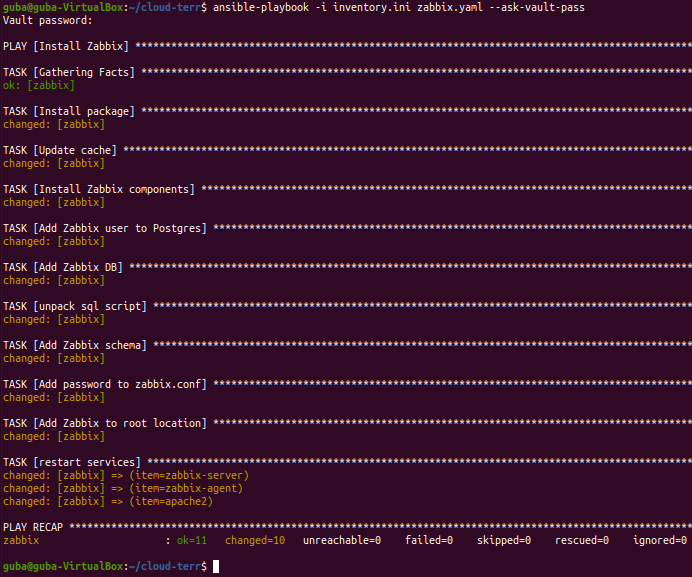 guba@guba-VirtualBox:~/cloud-terr$ ansible-playbook -i inventory.ini zabbix.yaml --ask-vault-pass
Vault password:
PLAY [Install Zabbix] *********************************************************************************************
TASK [Gathering Facts] ********************************************************************************************
ok: [zabbix]
TASK [Install package] ********************************************************************************************
changed: [zabbix]
TASK [Update cache] ***********************************************************************************************
changed: [zabbix]
TASK [Install Zabbix components] **********************************************************************************
changed: [zabbix]
TASK [Add Zabbix user to Postgres] ********************************************************************************
changed: [zabbix]
TASK [Add Zabbix DB] **********************************************************************************************
changed: [zabbix]
TASK [unpack sql script] ******************************************************************************************
changed: [zabbix]
TASK [Add Zabbix schema] ******************************************************************************************
changed: [zabbix]
TASK [Add password to zabbix.conf] ********************************************************************************
changed: [zabbix]
TASK [Add Zabbix to root location] ********************************************************************************
changed: [zabbix]
TASK [restart services] *******************************************************************************************
changed: [zabbix] => (item=zabbix-server)
changed: [zabbix] => (item=zabbix-agent)
changed: [zabbix] => (item=apache2)
PLAY RECAP ********************************************************************************************************
zabbix                     : ok=11   changed=10   unreachable=0    failed=0    skipped=0    rescued=0    ignored=0
guba@guba-VirtualBox:~/cloud-terr$